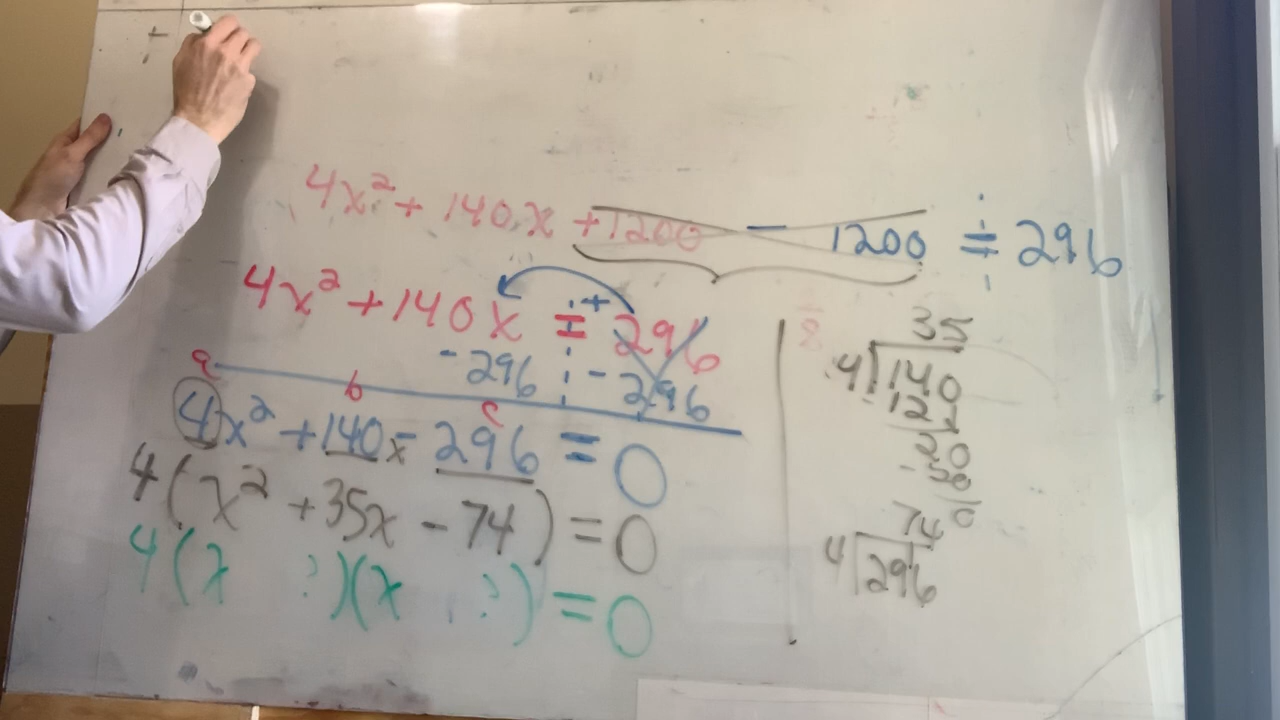 4x² + 140x + 1200 - 1200 = 296
4x² + 140x = + 296
- 296 - 296
a b c
4x² + 140x - 296 = 0
4(x² + 35x - 74) = 0
4(x ?)(x ?) = 0
35
4 140
- 12
20
- 20
0
74
4 296